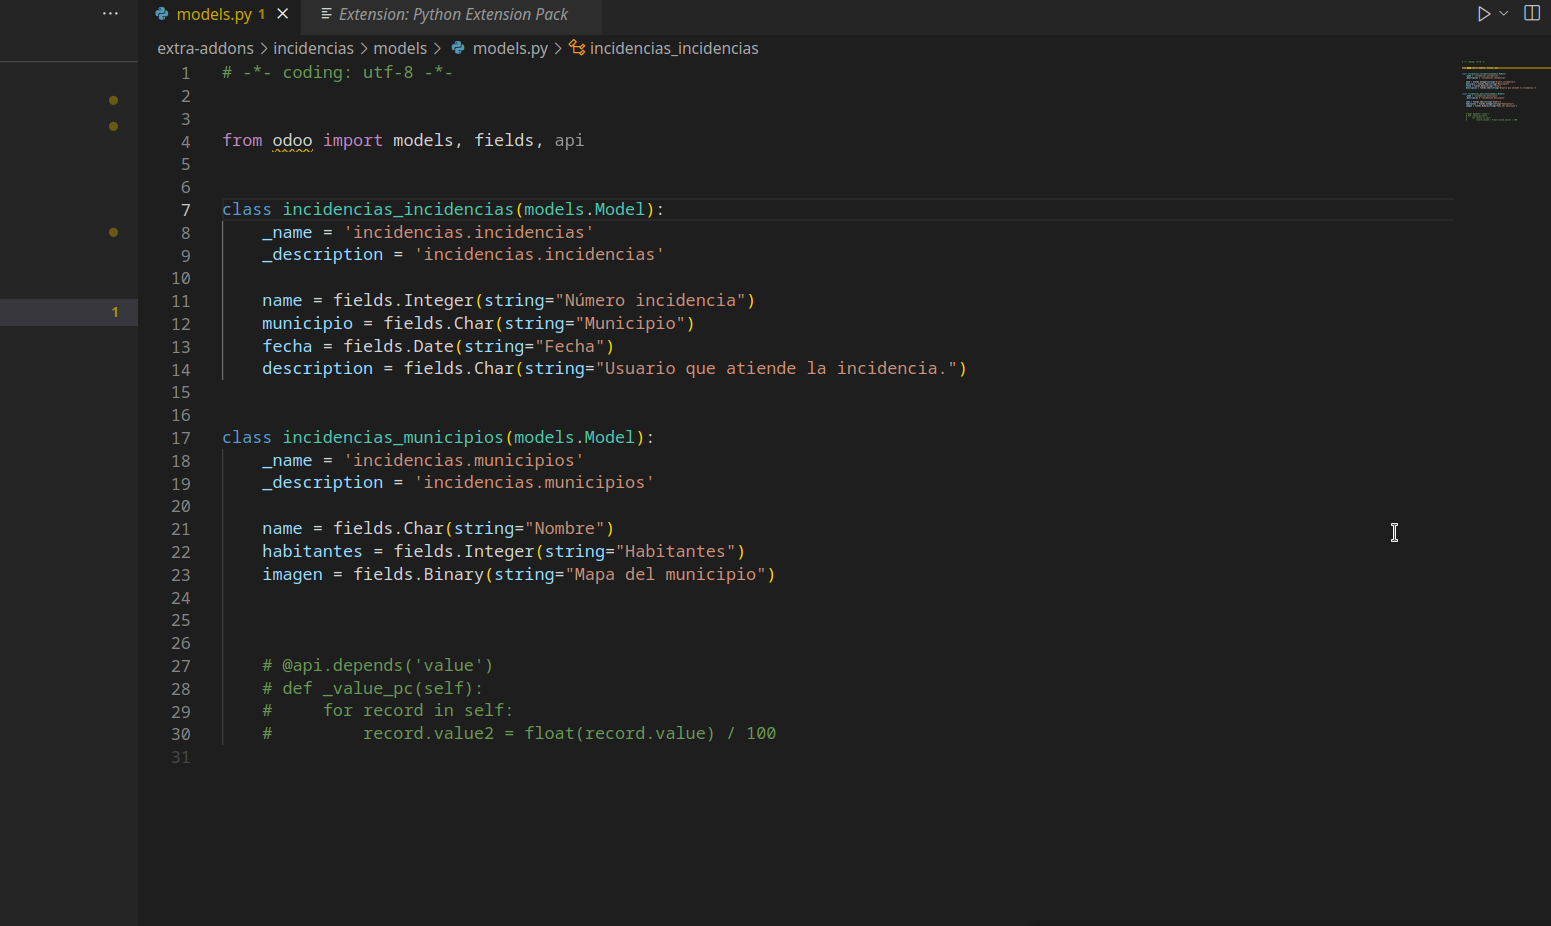 ··· models.py 1 × Extension: Python Extension Pack
extra-addons > incidencias > models > models.py > incidencias_incidencias
1 # -*- coding: utf-8 -*-
2
3
4 from odoo import models, fields, api
5
6
7 class incidencias_incidencias(models.Model):
8     _name = 'incidencias.incidencias'
9     _description = 'incidencias.incidencias'
10
11     name = fields.Integer(string="Número incidencia")
12     municipio = fields.Char(string="Municipio")
1
13     fecha = fields.Date(string="Fecha")
14     description = fields.Char(string="Usuario que atiende la incidencia.")
15
16
17 class incidencias_municipios(models.Model):
18     _name = 'incidencias.municipios'
19     _description = 'incidencias.municipios'
20
21     name = fields.Char(string="Nombre")
22     habitantes = fields.Integer(string="Habitantes")
23     imagen = fields.Binary(string="Mapa del municipio")
24
25
26
27     # @api.depends('value')
28     # def _value_pc(self):
29     #     for record in self:
30     #         record.value2 = float(record.value) / 100
31